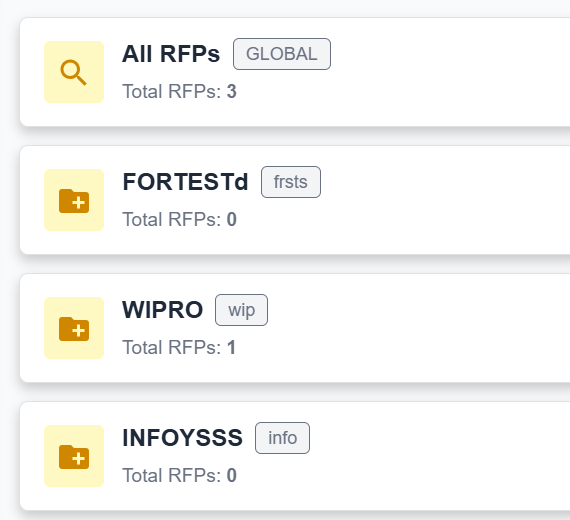 All RFPs GLOBAL
Total RFPs: 3
FORTESTd frsts
Total RFPs: 0
WIPRO wip
Total RFPs: 1
INFOYSSS info
Total RFPs: 0